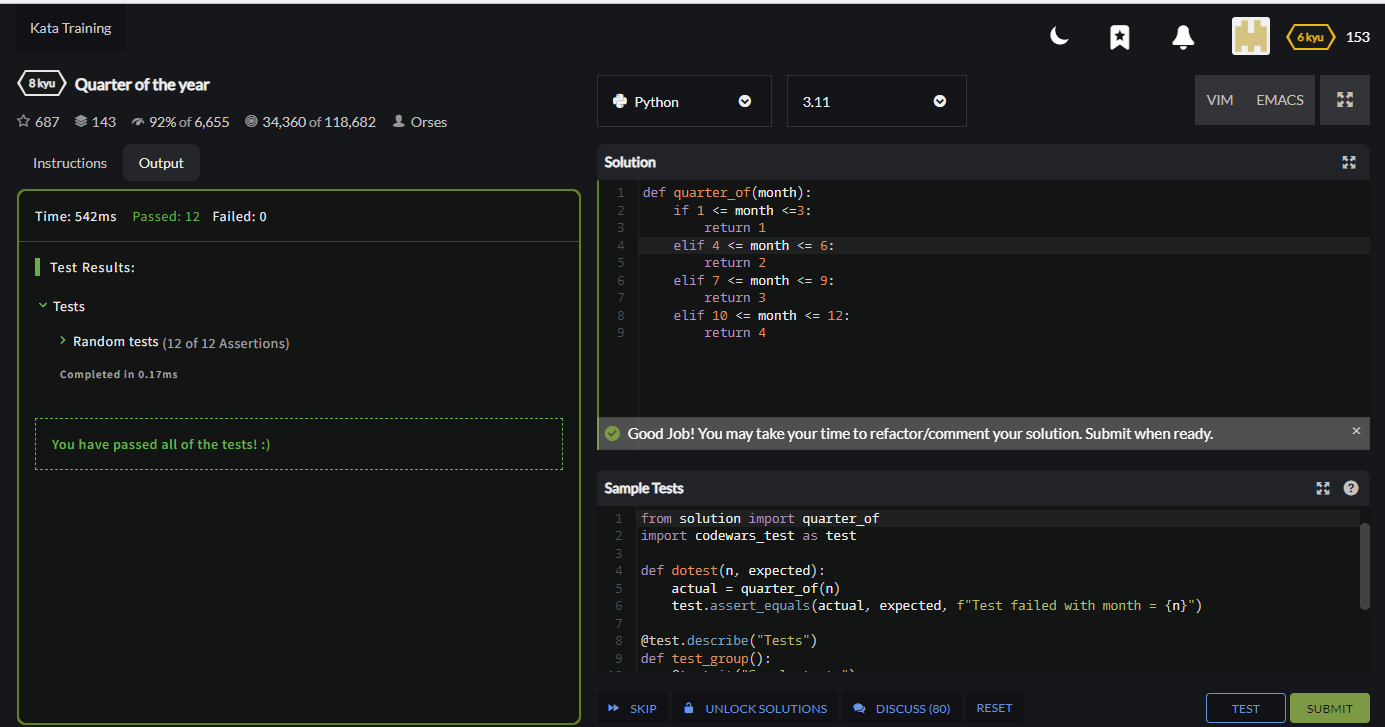 Kata Training
6 kyu 153
8 kyu Quarter of the year
687 143 92% of 6,655 34,360 of 118,682 Orses
Instructions Output
Time: 542ms Passed: 12 Failed: 0
Test Results:
Tests
Random tests (12 of 12 Assertions)
Completed in 0.17ms
You have passed all of the tests! :)
Python 3.11 VIM EMACS
Solution
1 def quarter_of(month):
2     if 1 <= month <=3:
3         return 1
4     elif 4 <= month <= 6:
5         return 2
6     elif 7 <= month <= 9:
7         return 3
8     elif 10 <= month <= 12:
9         return 4
Good Job! You may take your time to refactor/comment your solution. Submit when ready. ×
Sample Tests ?
1 from solution import quarter_of
2 import codewars_test as test
3
4 def dotest(n, expected):
5     actual = quarter_of(n)
6     test.assert_equals(actual, expected, f"Test failed with month = {n}")
7
8 @test.describe("Tests")
9 def test_group():
SKIP UNLOCK SOLUTIONS DISCUSS (80) RESET TEST SUBMIT